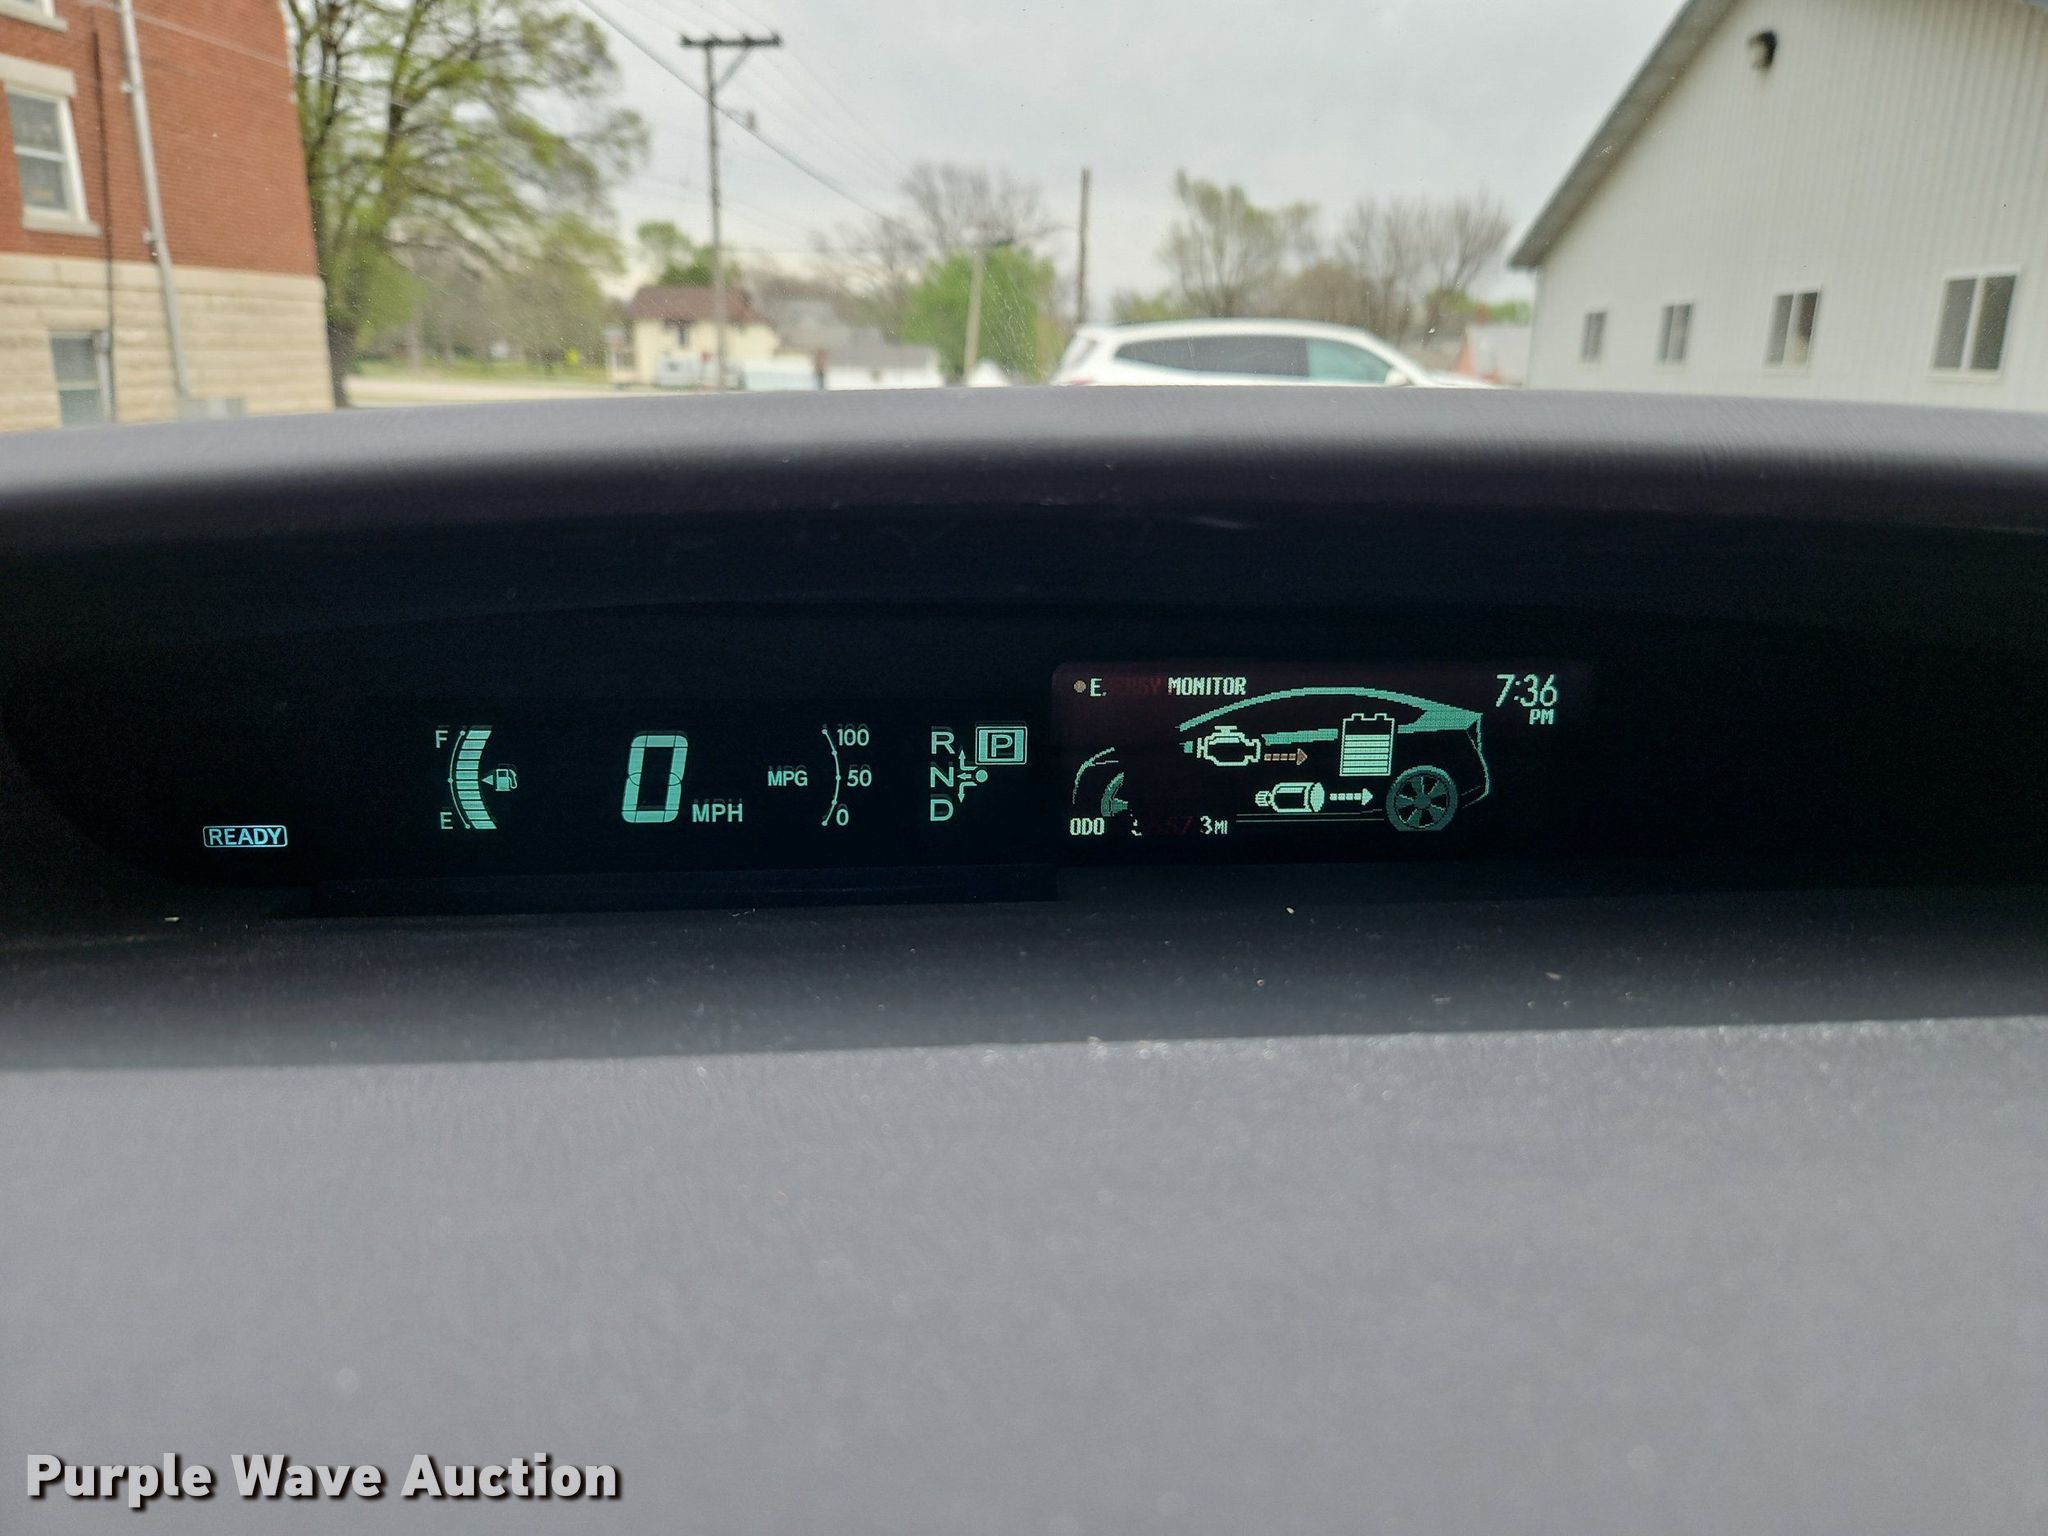 E. MONITOR
7:36
PM
F
E
0 MPH
MPG
100
50
0
R
P
N
D
ODO
MI
READY
Purple Wave Auction